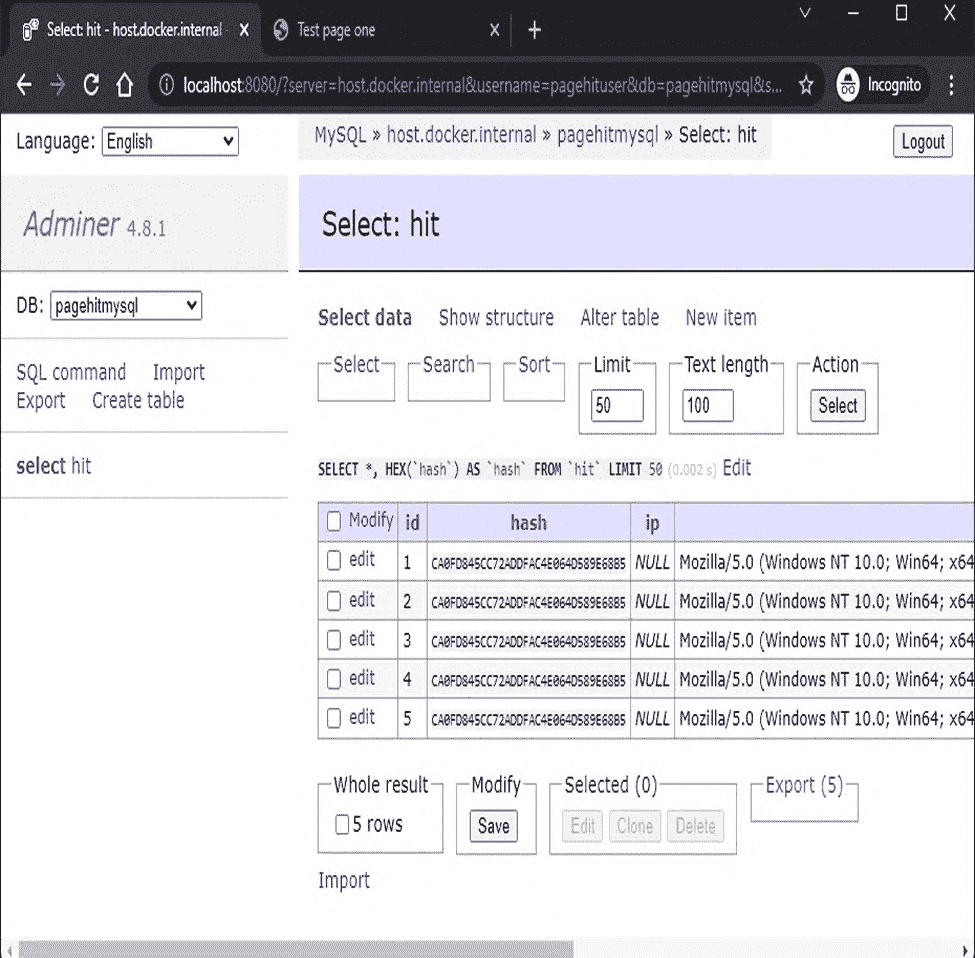 Select: hit - host.docker.internal - Test page one
localhost:8080/?server=host.docker.internal&username=pagehituser&db=pagehitmysql&s... Incognito
Language: English MySQL » host.docker.internal » pagehitmysql » Select: hit Logout
Adminer 4.8.1 Select: hit
DB: pagehitmysql
Select data Show structure Alter table New item
SQL command Import
Export Create table
Select Search Sort Limit Text length Action
50 100 Select
select hit
SELECT *, HEX(`hash`) AS `hash` FROM `hit` LIMIT 50 (0.002 s) Edit
Modify id hash ip
edit 1 CA0FD845CC72ADDFAC4E064D589E68B5 NULL Mozilla/5.0 (Windows NT 10.0; Win64; x64
edit 2 CA0FD845CC72ADDFAC4E064D589E68B5 NULL Mozilla/5.0 (Windows NT 10.0; Win64; x64
edit 3 CA0FD845CC72ADDFAC4E064D589E68B5 NULL Mozilla/5.0 (Windows NT 10.0; Win64; x64
edit 4 CA0FD845CC72ADDFAC4E064D589E68B5 NULL Mozilla/5.0 (Windows NT 10.0; Win64; x64
edit 5 CA0FD845CC72ADDFAC4E064D589E68B5 NULL Mozilla/5.0 (Windows NT 10.0; Win64; x64
Whole result Modify Selected (0) Export (5)
5 rows Save Edit Clone Delete
Import